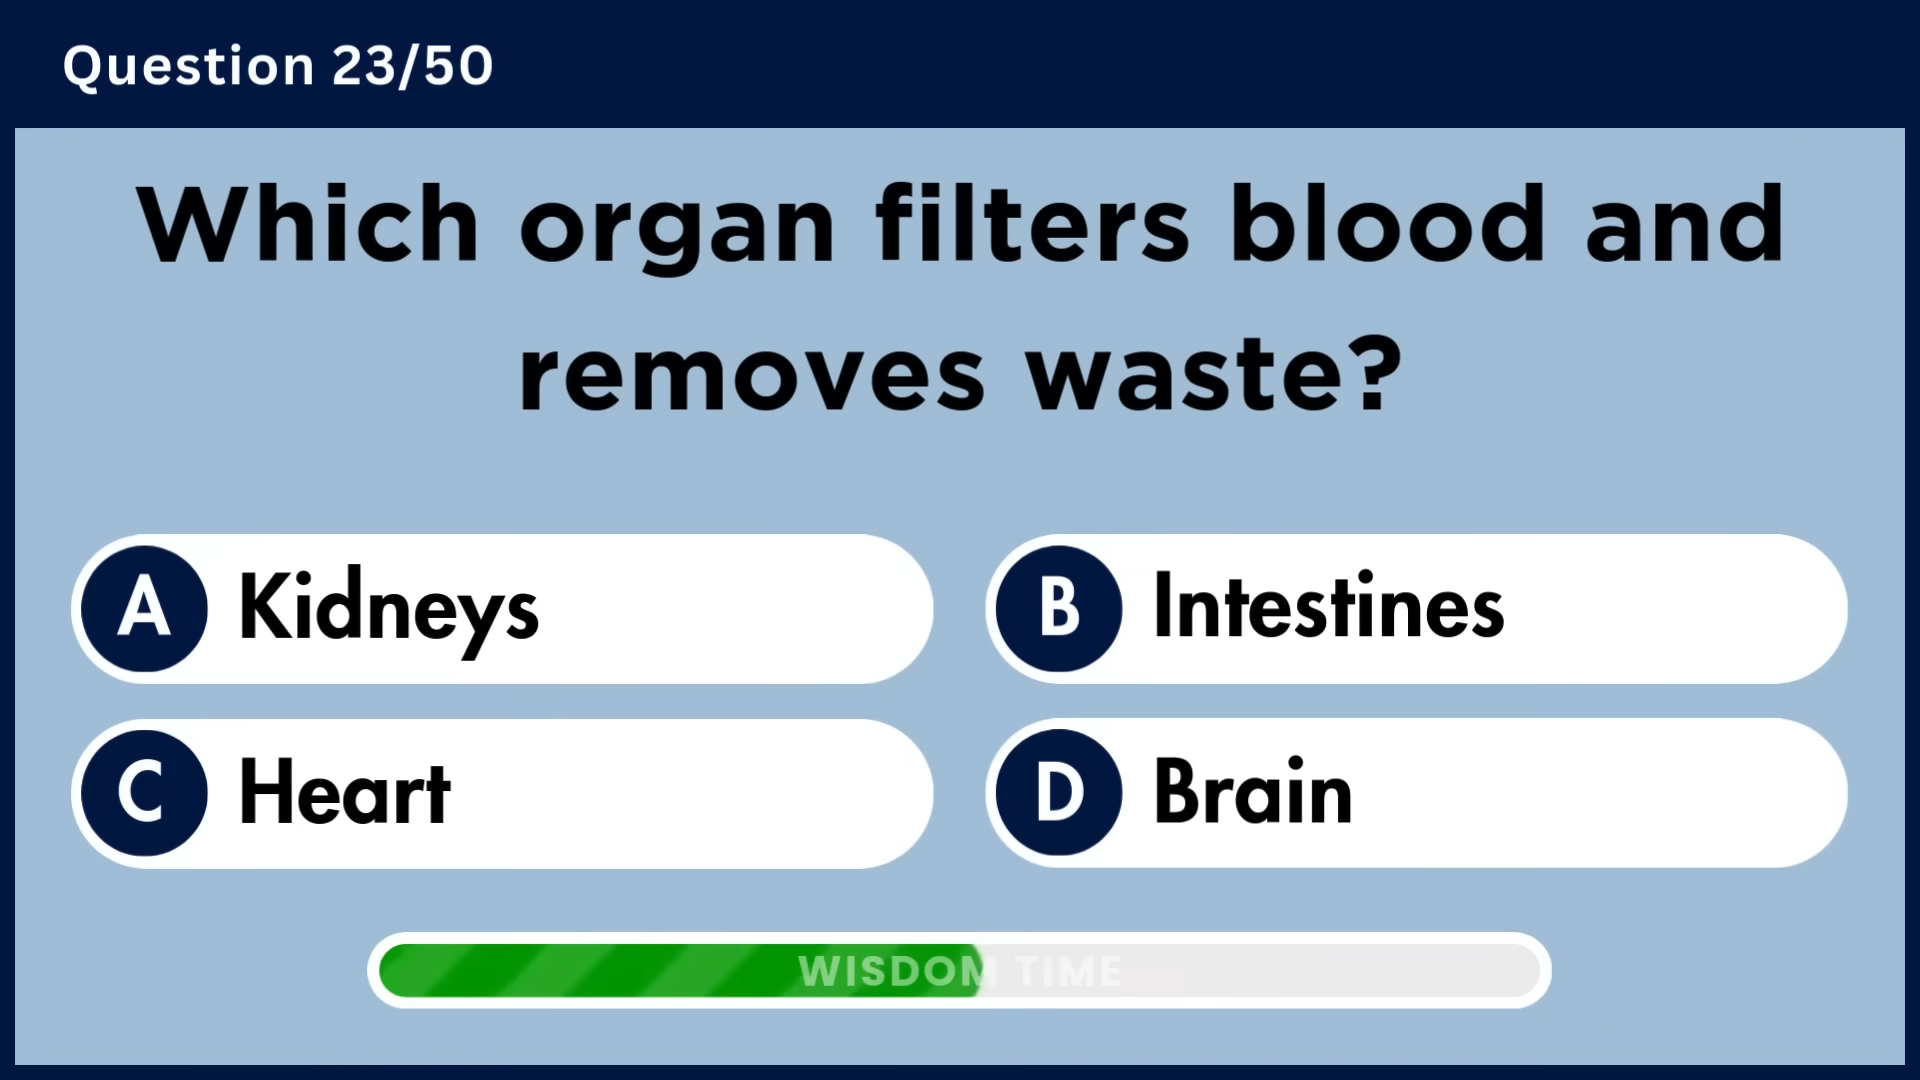 Question 23/50
Which organ filters blood and
removes waste?
A Kidneys
B Intestines
C Heart
D Brain
WISDOM TIME